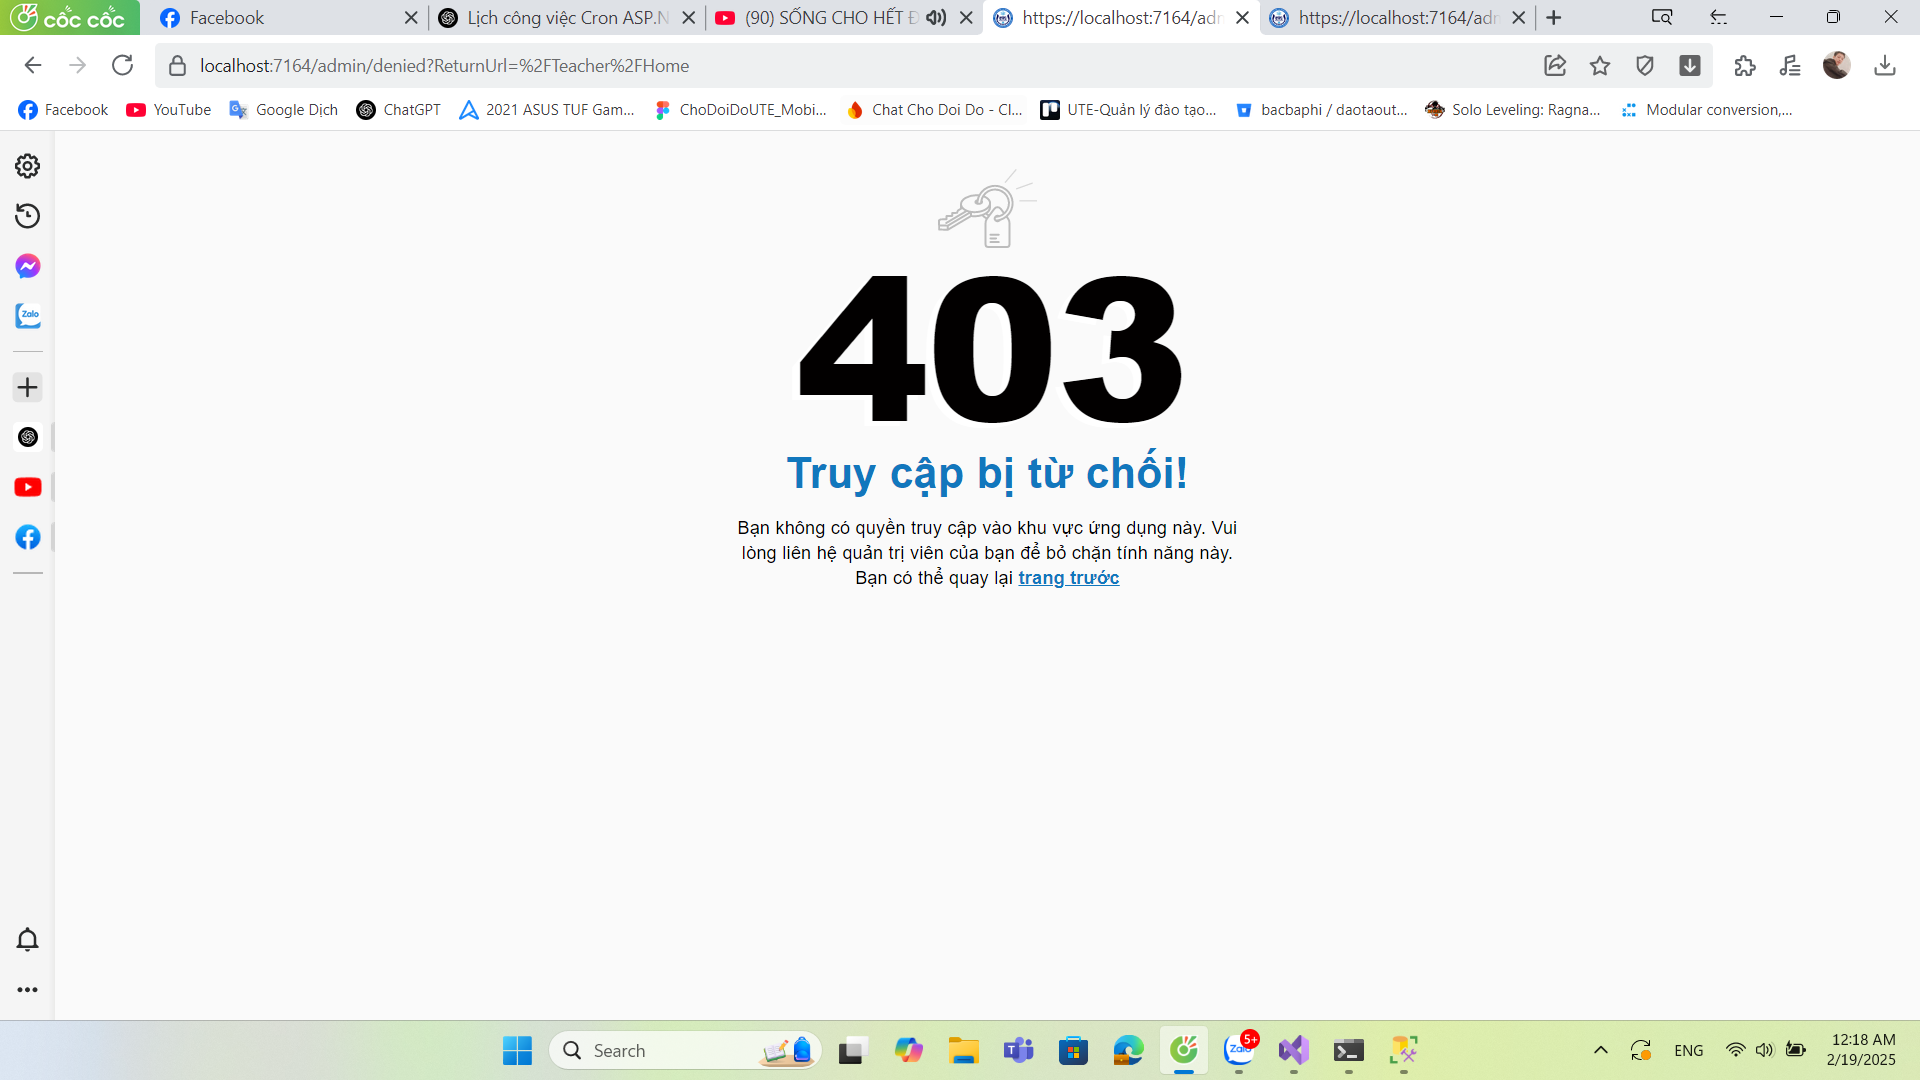 cốc cốc
Facebook
Lịch công việc Cron ASP.N
(90) SỐNG CHO HẾT Đ
https://localhost:7164/adm
https://localhost:7164/adm
localhost:7164/admin/denied?ReturnUrl=%2FTeacher%2FHome
Facebook
YouTube
Google Dịch
ChatGPT
2021 ASUS TUF Gam...
ChoDoiDoUTE_Mobi...
Chat Cho Doi Do - Cl...
UTE-Quản lý đào tạo...
bacbaphi / daotaout...
Solo Leveling: Ragna...
Modular conversion,...
Zalo
403
Truy cập bị từ chối!
Bạn không có quyền truy cập vào khu vực ứng dụng này. Vui
lòng liên hệ quản trị viên của bạn để bỏ chặn tính năng này.
Bạn có thể quay lại trang trước
Search
Zalo
5+
ENG
12:18 AM
2/19/2025